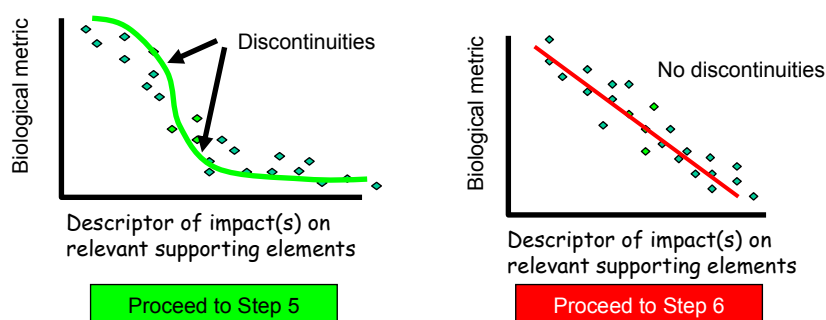 Biological metric
Discontinuities
Descriptor of impact(s) on
relevant supporting elements
Proceed to Step 5
Biological metric
No discontinuities
Descriptor of impact(s) on
relevant supporting elements
Proceed to Step 6